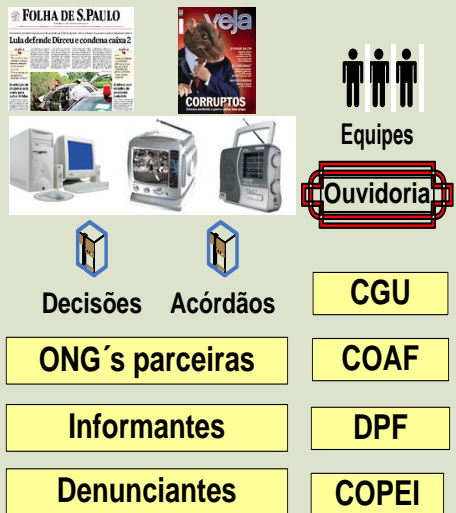 FOLHA DE S.PAULO
Lula defende Dirceu e condena caixa 2
veja
CORRUPTOS
Equipes
Ouvidoria
Decisões
Acórdãos
CGU
ONG´s parceiras
COAF
Informantes
DPF
Denunciantes
COPEI